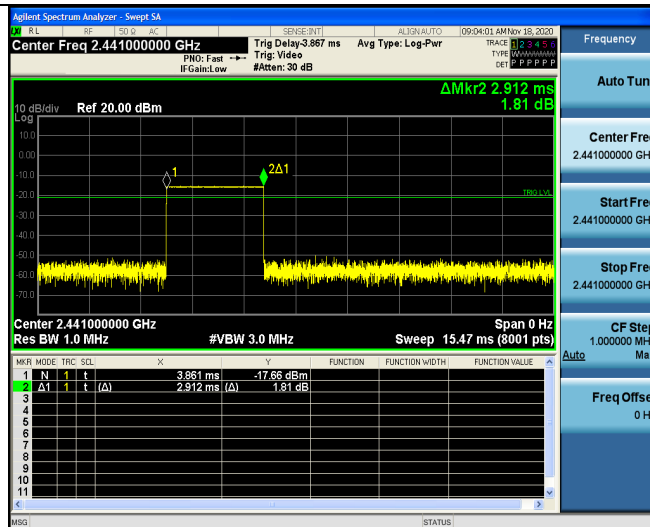 Agilent Spectrum Analyzer - Swept SA
LXI RL RF 50 Ω AC SENSE:INT ALIGN AUTO 09:04:01 AM Nov 18, 2020
Center Freq 2.441000000 GHz
PNO: Fast
IFGain:Low
Trig Delay-3.867 ms
Trig: Video
#Atten: 30 dB
Avg Type: Log-Pwr
TRACE 1 2 3 4 5 6
TYPE W
DET P P P P P P
ΔMkr2 2.912 ms
1.81 dB
10 dB/div Ref 20.00 dBm
Log
10.0
0.00
-10.0
-20.0
-30.0
-40.0
-50.0
-60.0
-70.0
1
2Δ1
TRIG LVL
Center 2.441000000 GHz Span 0 Hz
Res BW 1.0 MHz #VBW 3.0 MHz Sweep 15.47 ms (8001 pts)
MKR MODE TRC SCL X Y FUNCTION FUNCTION WIDTH FUNCTION VALUE
1 N 1 t 3.861 ms -17.66 dBm
2 Δ1 1 t (Δ) 2.912 ms (Δ) 1.81 dB
3
4
5
6
7
8
9
10
11
MSG STATUS
Frequency
Auto Tun
Center Fre
2.441000000 GH
Start Fre
2.441000000 GH
Stop Fre
2.441000000 GH
CF Step
1.000000 MH
Auto Ma
Freq Offse
0 H